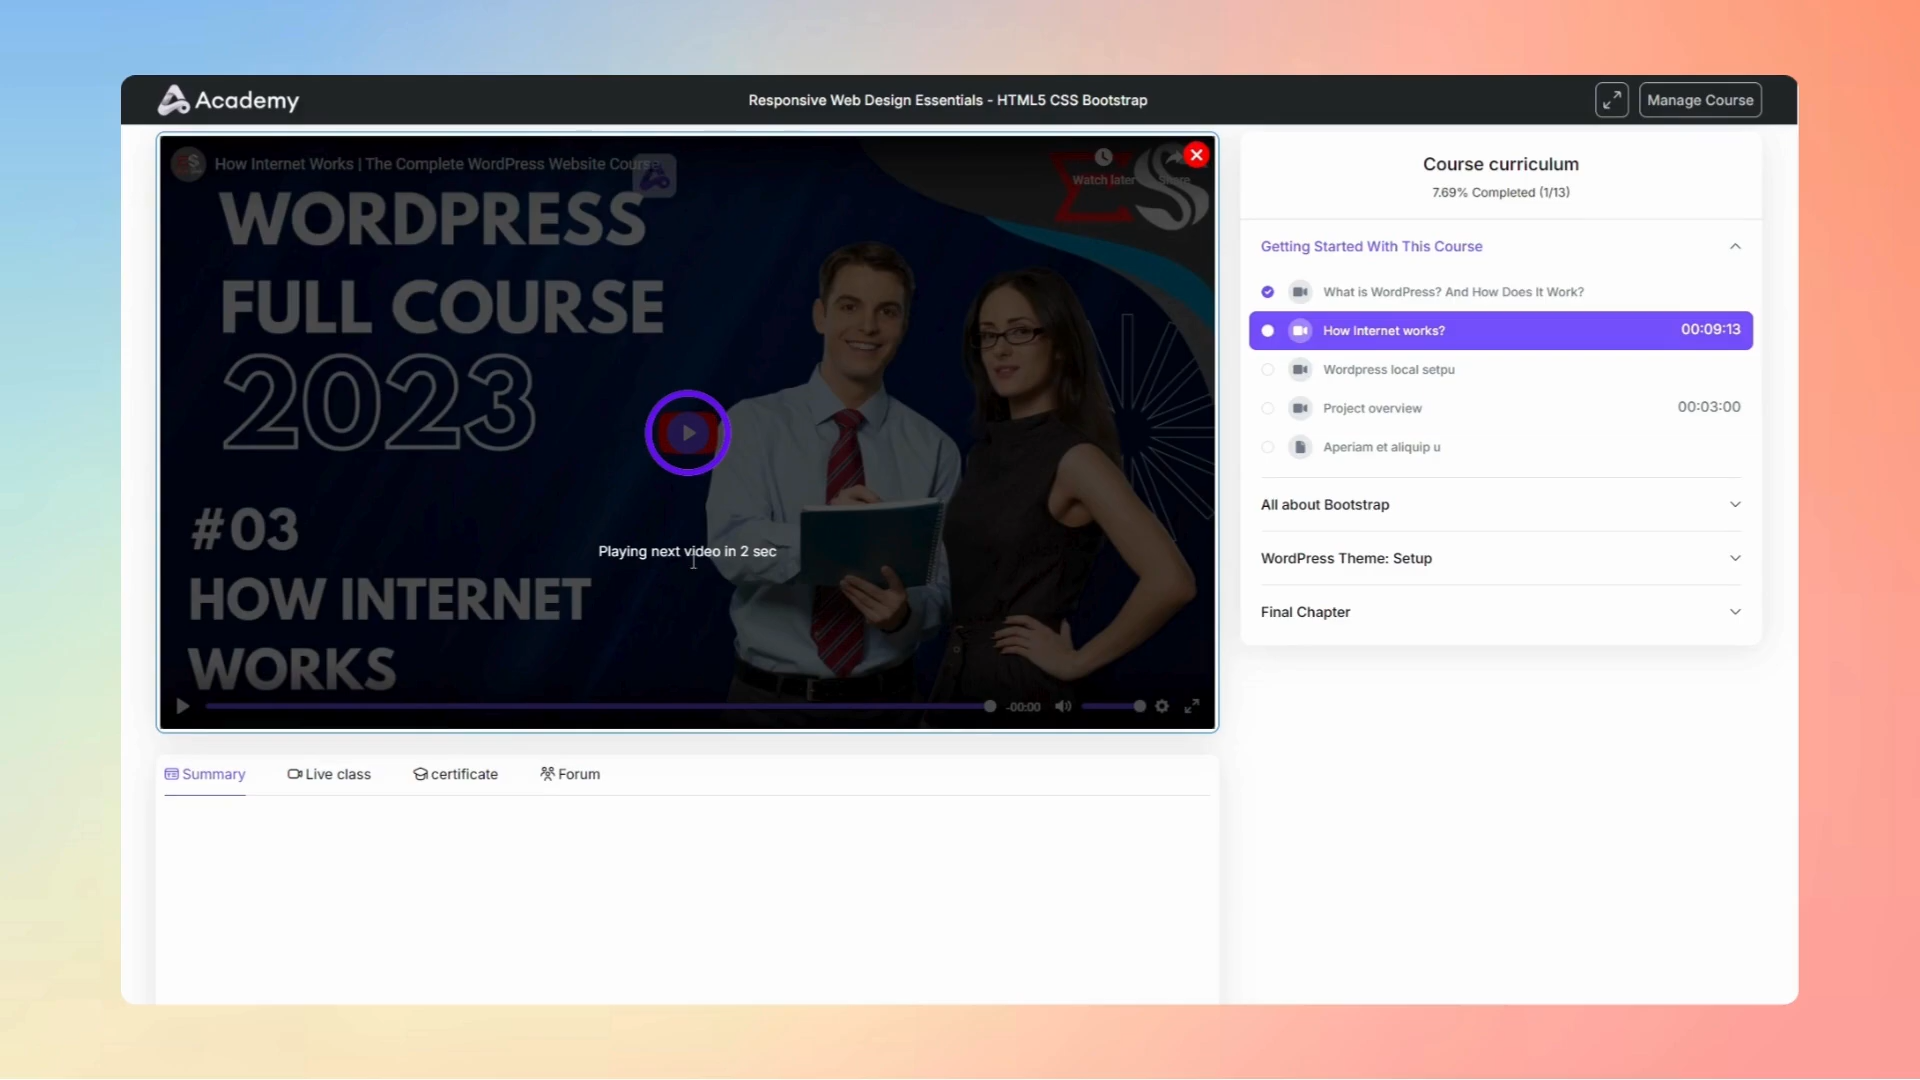 Academy
Responsive Web Design Essentials - HTML5 CSS Bootstrap
Manage Course
How Internet Works | The Complete WordPress Website Course
Watch later
Share
WORDPRESS
FULL COURSE
2023
#03
HOW INTERNET
WORKS
Playing next video in 2 sec
-00:00
Summary
Live class
certificate
Forum
Course curriculum
7.69% Completed (1/13)
Getting Started With This Course
What is WordPress? And How Does It Work?
How Internet works? 00:09:13
Wordpress local setpu
Project overview 00:03:00
Aperiam et aliquip u
All about Bootstrap
WordPress Theme: Setup
Final Chapter